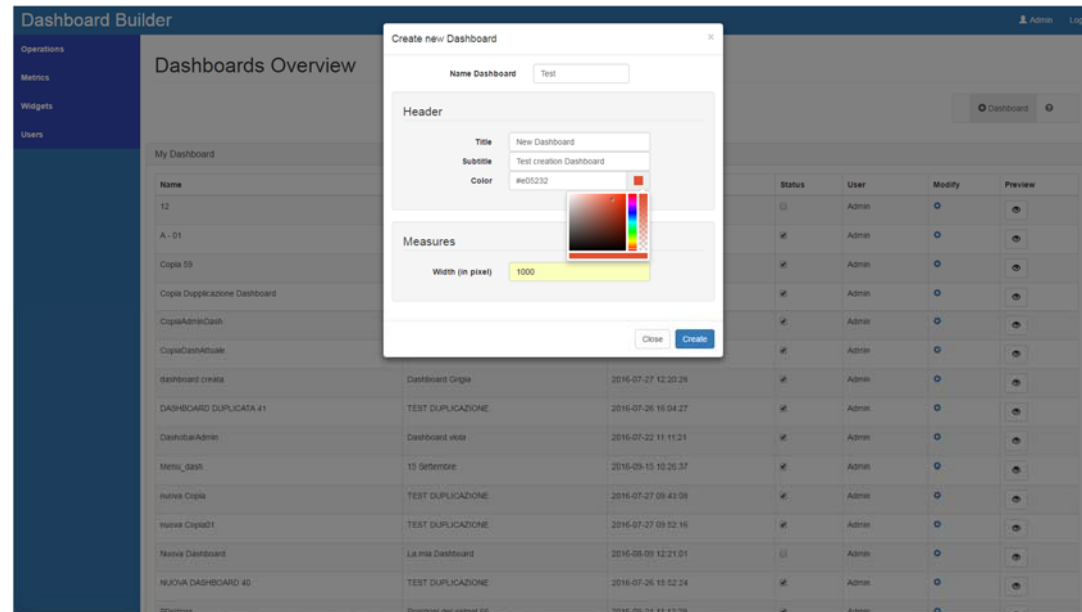 Dashboard Builder
Admin
Log
Operations
Metrics
Widgets
Users
Dashboards Overview
Create new Dashboard
×
Name Dashboard Test
Header
Title New Dashboard
Subtitle Test creation Dashboard
Color #e05232
Measures
Width (in pixel) 1000
Close Create
Dashboard
My Dashboard
Name Status User Modify Preview
12 Admin
A - 01 Admin
Copia 59 Admin
Copia Dupplicazione Dashboard Admin
CopiaAdminDash Admin
CopiaDashAttuale Admin
dashboard creata Dashboard Grigia 2016-07-27 12:20:26 Admin
DASHBOARD DUPLICATA 41 TEST DUPLICAZIONE 2016-07-26 16:04:27 Admin
DashobarAdmin Dashboard viola 2016-07-22 11:11:21 Admin
Menu_dash 15 Settembre 2016-09-15 10:26:37 Admin
nuova Copia TEST DUPLICAZIONE 2016-07-27 09:43:08 Admin
nuova Copia01 TEST DUPLICAZIONE 2016-07-27 09:52:16 Admin
Nuova Dashboard La mia Dashboard 2016-08-09 12:21:01 Admin
NUOVA DASHBOARD 40 TEST DUPLICAZIONE 2016-07-26 15:52:24 Admin
Admin